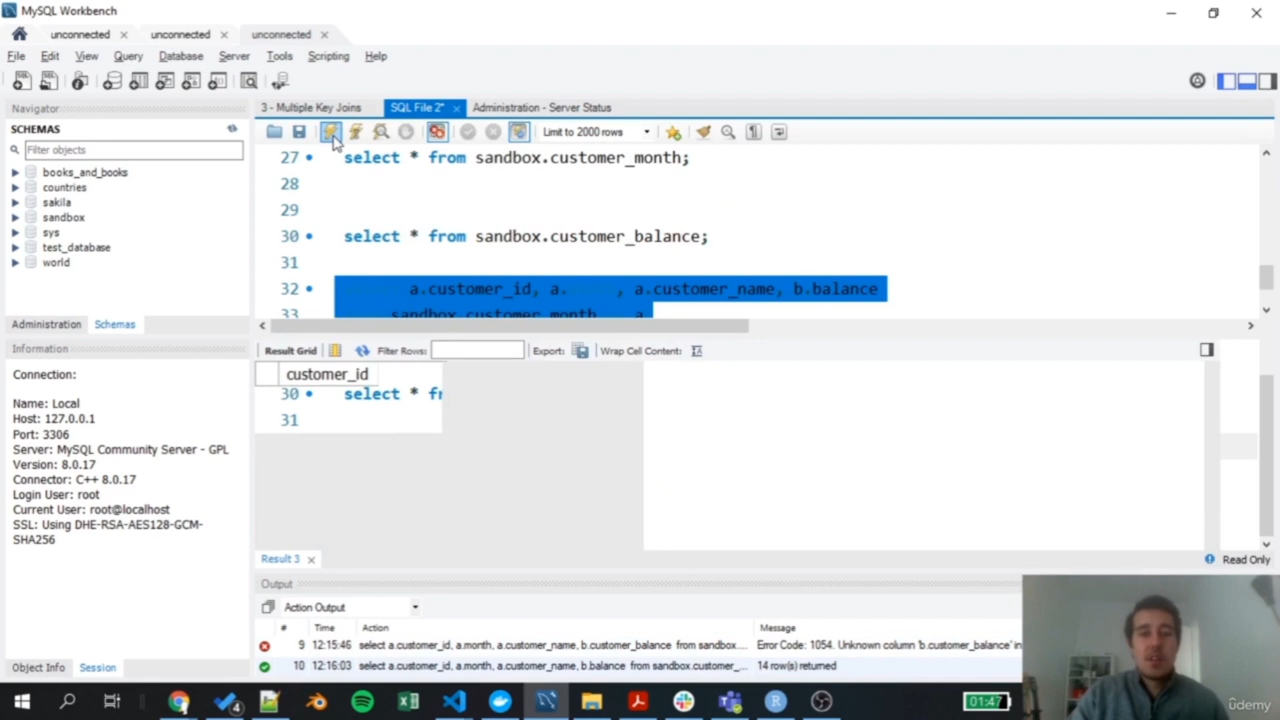 MySQL Workbench
unconnected × unconnected × unconnected ×
File Edit View Query Database Server Tools Scripting Help
Navigator
SCHEMAS
Filter objects
books_and_books
countries
sakila
sandbox
sys
test_database
world
Administration Schemas
Information
Connection:
Name: Local
Host: 127.0.0.1
Port: 3306
Server: MySQL Community Server - GPL
Version: 8.0.17
Connector: C++ 8.0.17
Login User: root
Current User: root@localhost
SSL: Using DHE-RSA-AES128-GCM-
SHA256
Object Info Session
3 - Multiple Key Joins SQL File 2* × Administration - Server Status
Limit to 2000 rows
27 select * from sandbox.customer_month;
28
29
30 select * from sandbox.customer_balance;
31
32 a.customer_id, a. , a.customer_name, b.balance
33 sandbox.customer_month a
Result Grid Filter Rows: Export: Wrap Cell Content:
customer_id
30 select * fr
31
Result 3 ×
Read Only
Output
Action Output
# Time Action Message
9 12:15:46 select a.customer_id, a.month, a.customer_name, b.customer_balance from sandbox.... Error Code: 1054. Unknown column 'b.customer_balance' in
10 12:16:03 select a.customer_id, a.month, a.customer_name, b.balance from sandbox.customer_... 14 row(s) returned
4
01:47
ûdemy